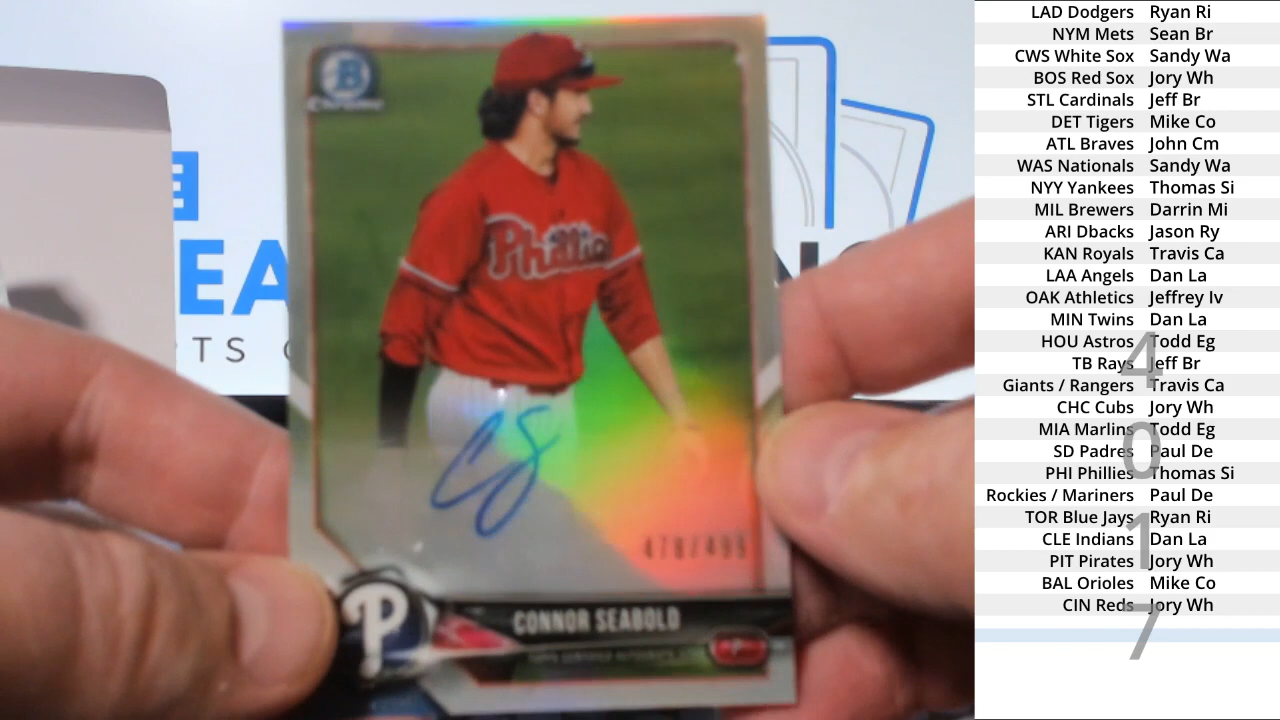 B
Chrome
Phillies
CS
478/499
P
CONNOR SEABOLD
P
EA
TS
LAD Dodgers Ryan Ri
NYM Mets Sean Br
CWS White Sox Sandy Wa
BOS Red Sox Jory Wh
STL Cardinals Jeff Br
DET Tigers Mike Co
ATL Braves John Cm
WAS Nationals Sandy Wa
NYY Yankees Thomas Si
MIL Brewers Darrin Mi
ARI Dbacks Jason Ry
KAN Royals Travis Ca
LAA Angels Dan La
OAK Athletics Jeffrey Iv
MIN Twins Dan La
HOU Astros Todd Eg
TB Rays Jeff Br
Giants / Rangers Travis Ca
CHC Cubs Jory Wh
MIA Marlins Todd Eg
SD Padres Paul De
PHI Phillies Thomas Si
Rockies / Mariners Paul De
TOR Blue Jays Ryan Ri
CLE Indians Dan La
PIT Pirates Jory Wh
BAL Orioles Mike Co
CIN Reds Jory Wh
4
0
1
7